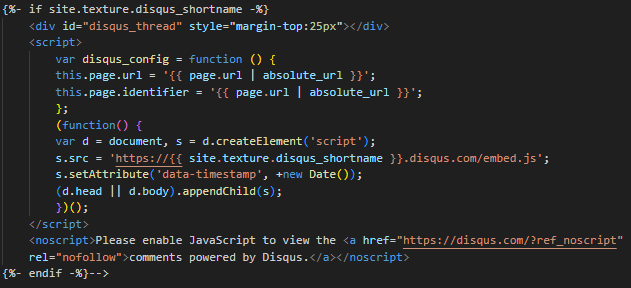 {%- if site.texture.disqus_shortname -%}
<div id="disqus_thread" style="margin-top:25px"></div>
<script>
var disqus_config = function () {
this.page.url = '{{ page.url | absolute_url }}';
this.page.identifier = '{{ page.url | absolute_url }}';
};
(function() {
var d = document, s = d.createElement('script');
s.src = 'https://{{ site.texture.disqus_shortname }}.disqus.com/embed.js';
s.setAttribute('data-timestamp', +new Date());
(d.head || d.body).appendChild(s);
})();
</script>
<noscript>Please enable JavaScript to view the <a href="https://disqus.com/?ref_noscript"
rel="nofollow">comments powered by Disqus.</a></noscript>
{%- endif -%}-->